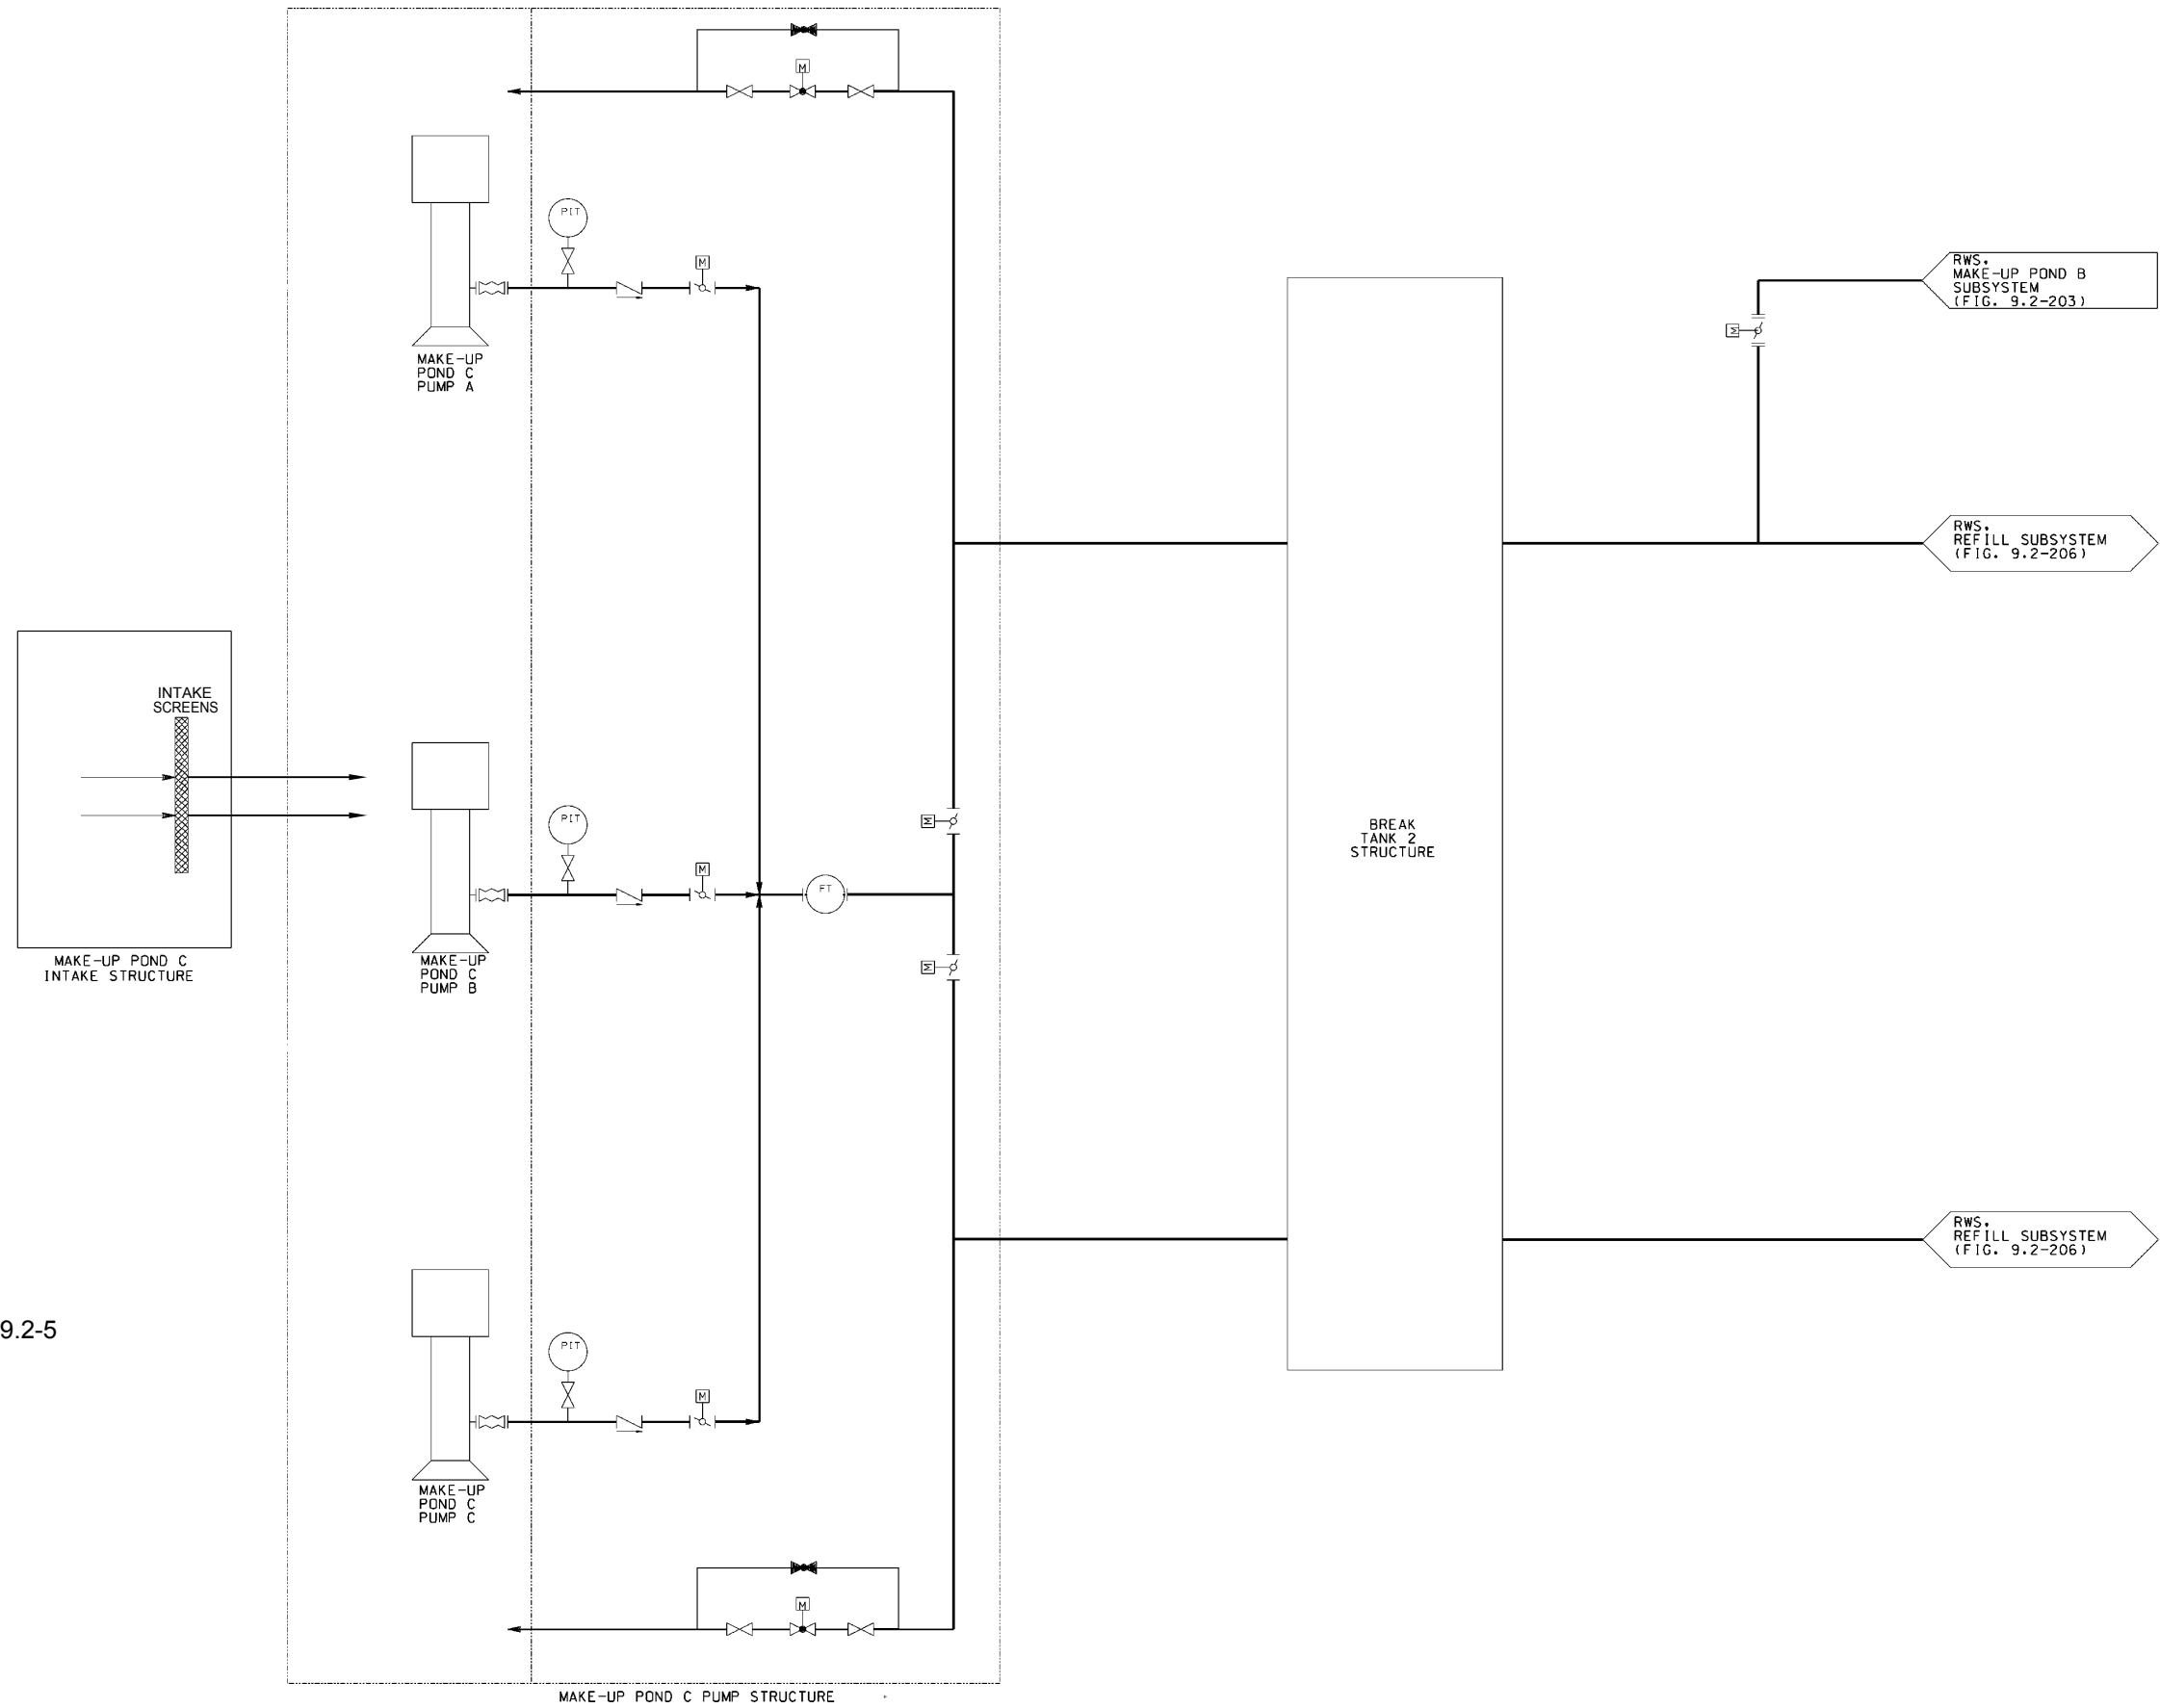 M
PIT
M
MAKE-UP
POND C
PUMP A
RWS.
MAKE-UP POND B
SUBSYSTEM
(FIG. 9.2-203)
M
RWS.
REFILL SUBSYSTEM
(FIG. 9.2-206)
INTAKE
SCREENS
MAKE-UP POND C
INTAKE STRUCTURE
PIT
M
MAKE-UP
POND C
PUMP B
FT
M
M
BREAK
TANK 2
STRUCTURE
RWS.
REFILL SUBSYSTEM
(FIG. 9.2-206)
9.2-5
PIT
M
MAKE-UP
POND C
PUMP C
M
MAKE-UP POND C PUMP STRUCTURE